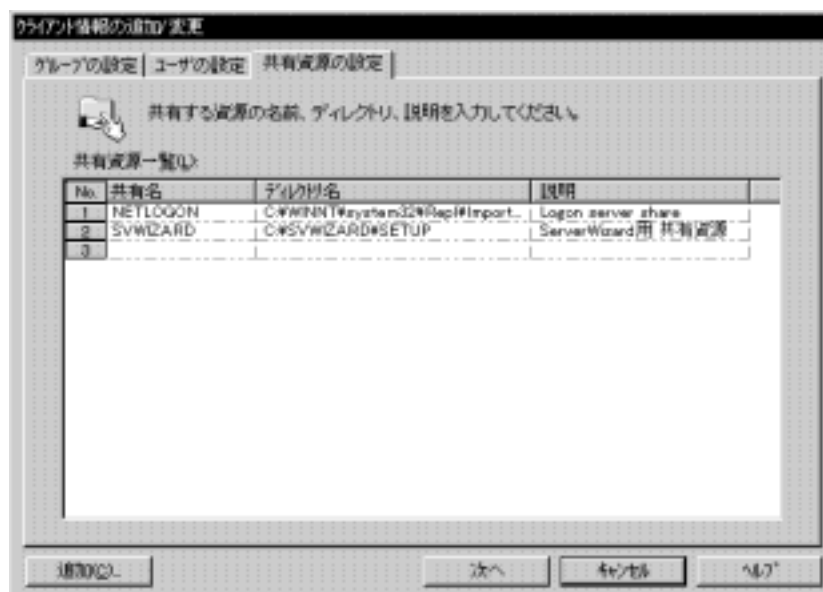 クライアント情報の追加/変更
グループの設定 ユーザの設定 共有資源の設定
共有する資源の名前、ディレクトリ、説明を入力してください。
共有資源一覧(L):
No. 共有名 ディレクトリ名 説明
1 NETLOGON C:¥WINNT¥system32¥Repl¥Import... Logon server share
2 SVWIZARD C:¥SVWIZARD¥SETUP ServerWizard用 共有資源
3
追加(C)... 次へ キャンセル ヘルプ